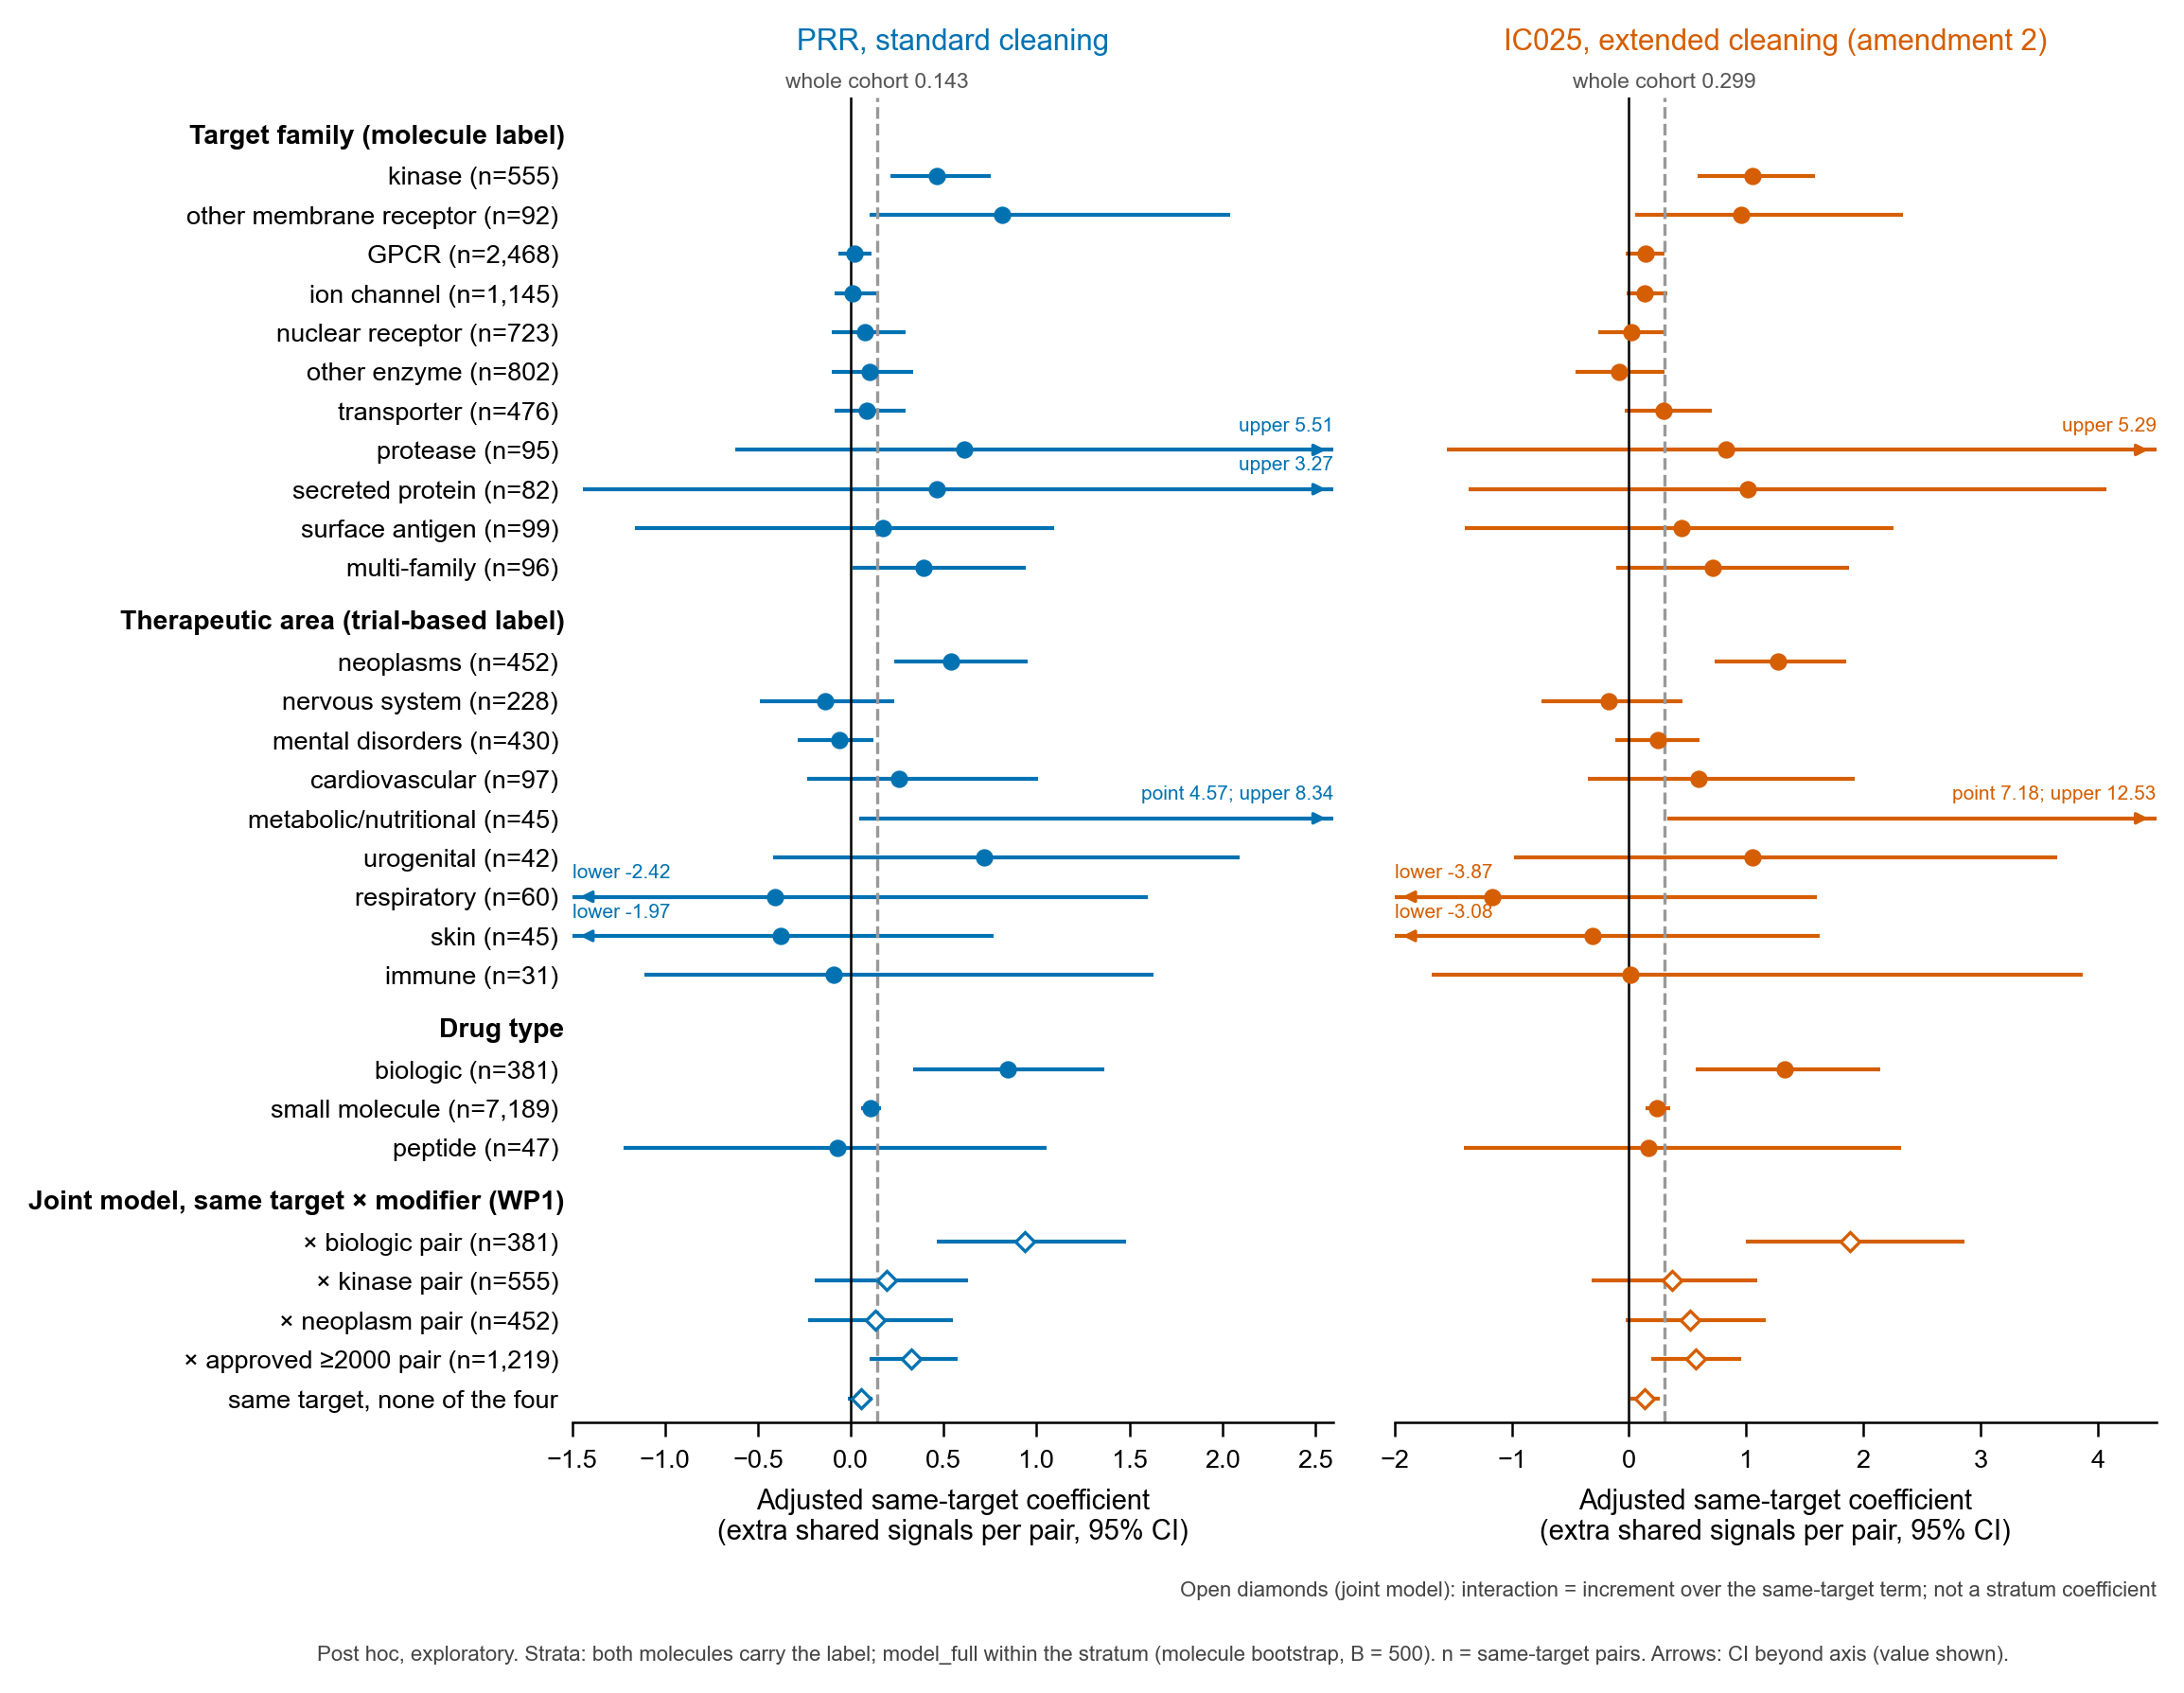 PRR, standard cleaning
IC025, extended cleaning (amendment 2)
whole cohort 0.143
whole cohort 0.299
Target family (molecule label)
kinase (n=555)
other membrane receptor (n=92)
GPCR (n=2,468)
ion channel (n=1,145)
nuclear receptor (n=723)
other enzyme (n=802)
transporter (n=476)
upper 5.51
upper 5.29
protease (n=95)
upper 3.27
secreted protein (n=82)
surface antigen (n=99)
multi-family (n=96)
Therapeutic area (trial-based label)
neoplasms (n=452)
nervous system (n=228)
mental disorders (n=430)
cardiovascular (n=97)
point 4.57; upper 8.34
point 7.18; upper 12.53
metabolic/nutritional (n=45)
urogenital (n=42)
lower -2.42
lower -3.87
respiratory (n=60)
lower -1.97
lower -3.08
skin (n=45)
immune (n=31)
Drug type
biologic (n=381)
small molecule (n=7,189)
peptide (n=47)
Joint model, same target × modifier (WP1)
× biologic pair (n=381)
× kinase pair (n=555)
× neoplasm pair (n=452)
× approved ≥2000 pair (n=1,219)
same target, none of the four
−1.5 −1.0 −0.5 0.0 0.5 1.0 1.5 2.0 2.5
−2 −1 0 1 2 3 4
Adjusted same-target coefficient
(extra shared signals per pair, 95% CI)
Adjusted same-target coefficient
(extra shared signals per pair, 95% CI)
Open diamonds (joint model): interaction = increment over the same-target term; not a stratum coefficient
Post hoc, exploratory. Strata: both molecules carry the label; model_full within the stratum (molecule bootstrap, B = 500). n = same-target pairs. Arrows: CI beyond axis (value shown).